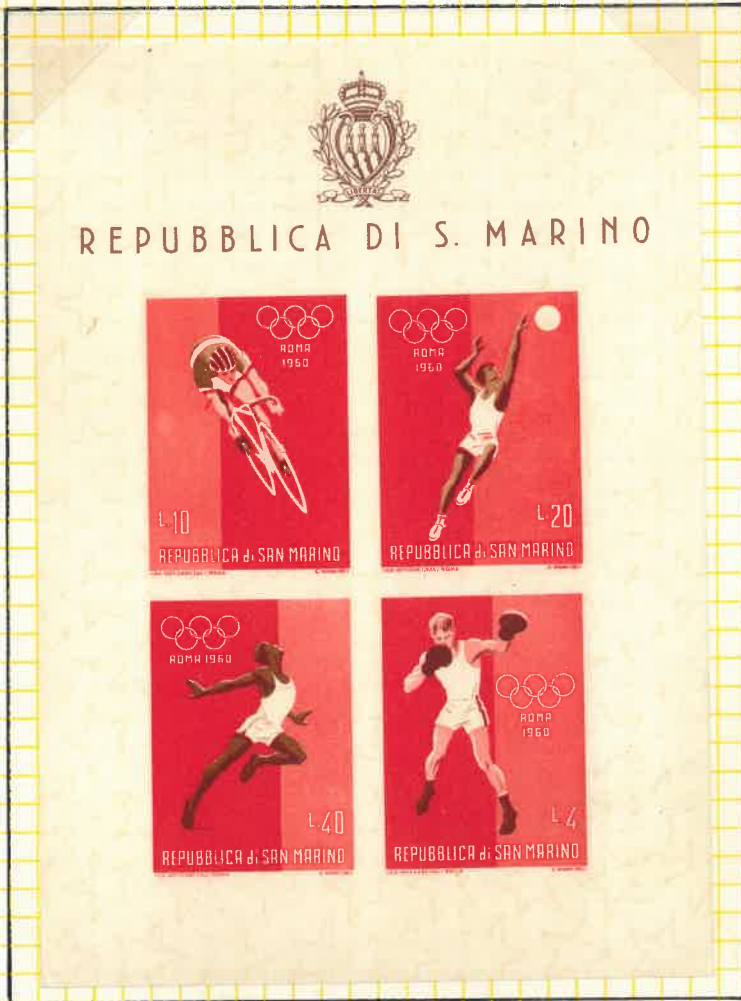 LIBERTAS
REPUBBLICA DI S. MARINO
ROMA
1960
L.10
REPUBBLICA di SAN MARINO
ROMA
1960
L.20
REPUBBLICA di SAN MARINO
ROMA 1960
L.40
REPUBBLICA di SAN MARINO
ROMA
1960
L.4
REPUBBLICA di SAN MARINO